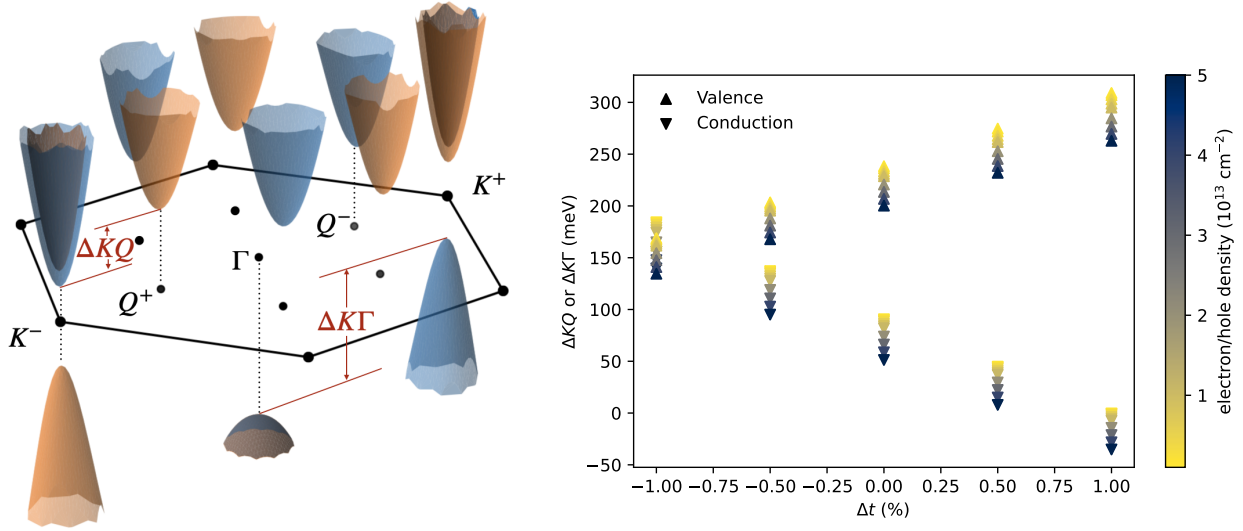 K⁺
ΔKQ
Q⁻
Γ
Q⁺
ΔKΓ
K⁻
Valence
Conduction
300
250
200
150
100
50
0
−50
ΔKQ or ΔKΓ (meV)
−1.00 −0.75 −0.50 −0.25 0.00 0.25 0.50 0.75 1.00
Δt (%)
5
4
3
2
1
electron/hole density (10¹³ cm⁻²)